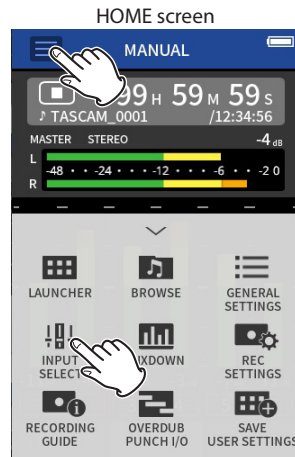 HOME screen
MANUAL
99 H 59 M 59 s
♪ TASCAM_0001 /12:34:56
MASTER STEREO -4 dB
L
-48 · · -24 · · · -12 · · · -6 · · -2 0
R
LAUNCHER BROWSE GENERAL
SETTINGS
INPUT REC
SELECT SETTINGS
RECORDING OVERDUB SAVE
GUIDE PUNCH I/O USER SETTINGS